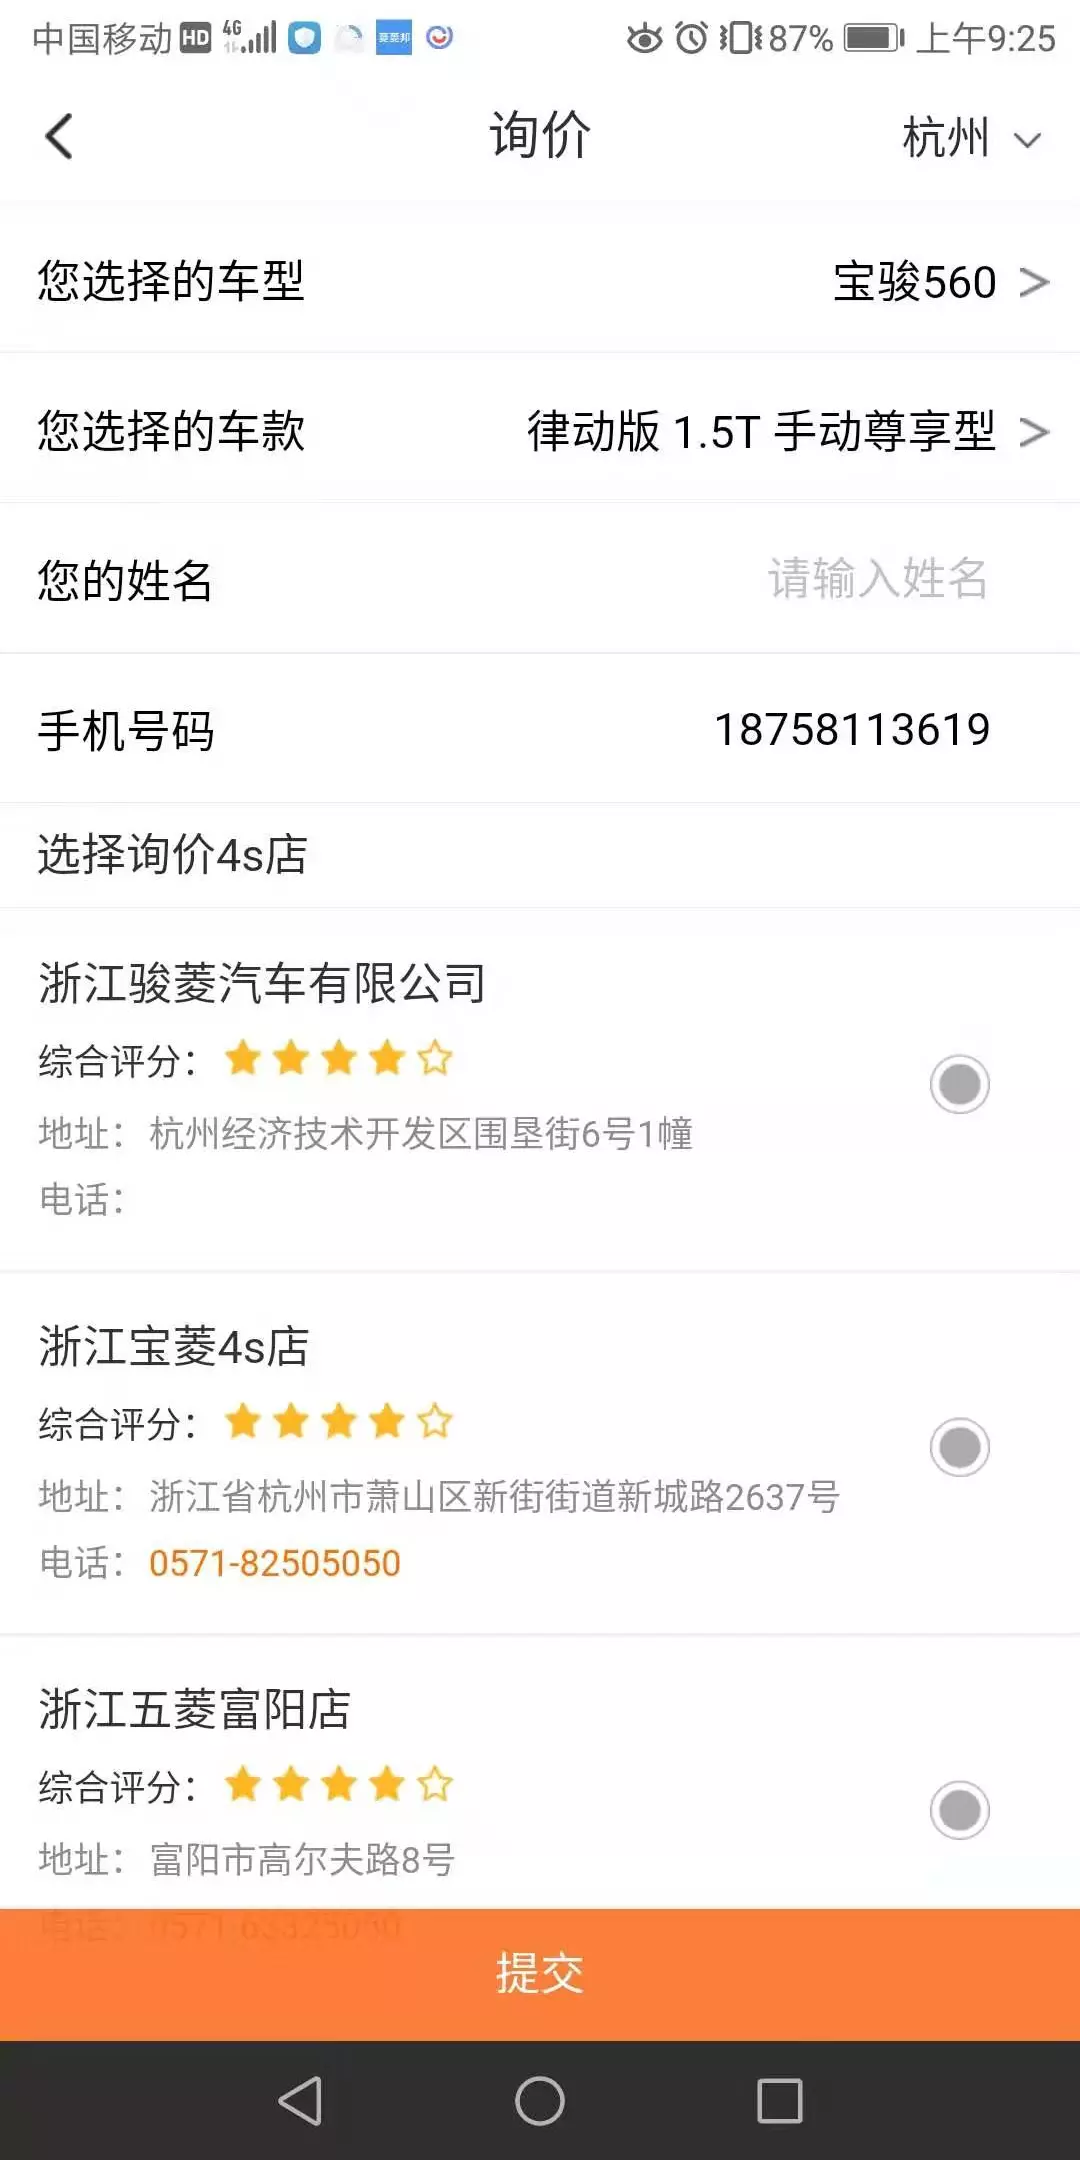 中国移动 HD 4G 菱菱邦 87% 上午9:25
询价 杭州
您选择的车型 宝骏560 >
您选择的车款 律动版 1.5T 手动尊享型 >
您的姓名 请输入姓名
手机号码 18758113619
选择询价4s店
浙江骏菱汽车有限公司
综合评分：
地址：杭州经济技术开发区围垦街6号1幢
电话：
浙江宝菱4s店
综合评分：
地址：浙江省杭州市萧山区新街街道新城路2637号
电话：0571-82505050
浙江五菱富阳店
综合评分：
地址：富阳市高尔夫路8号
提交